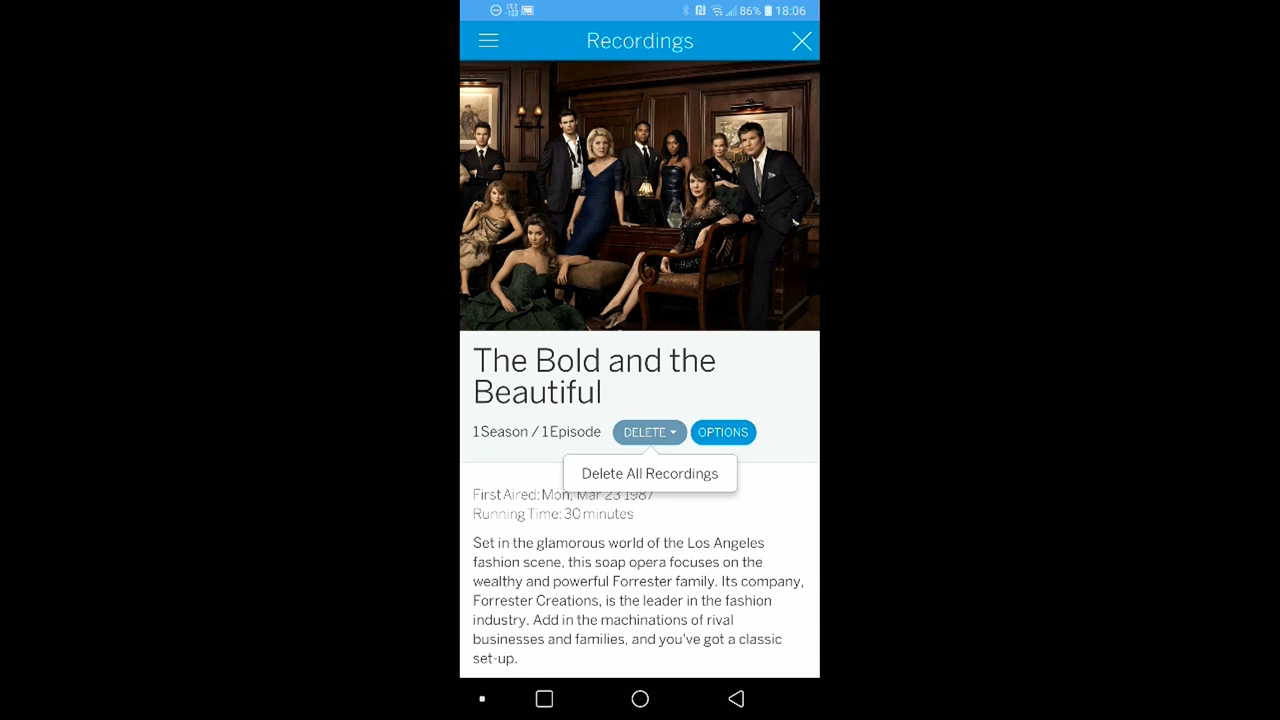 86% 18:06
Recordings
The Bold and the
Beautiful
1 Season / 1 Episode DELETE OPTIONS
Delete All Recordings
First Aired: Mon, Mar 23 1987
Running Time: 30 minutes
Set in the glamorous world of the Los Angeles
fashion scene, this soap opera focuses on the
wealthy and powerful Forrester family. Its company,
Forrester Creations, is the leader in the fashion
industry. Add in the machinations of rival
businesses and families, and you've got a classic
set-up.